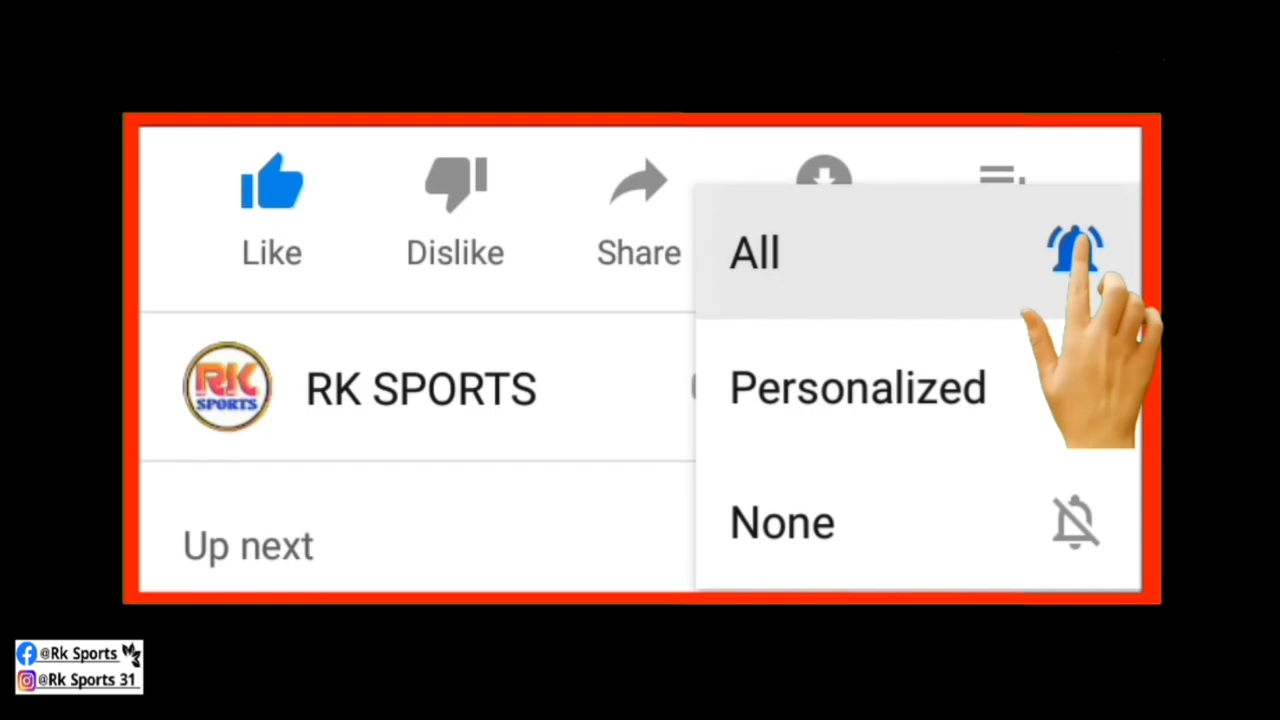 Like
Dislike
Share
All
RK
SPORTS
RK SPORTS
Personalized
None
Up next
@Rk Sports
@Rk Sports 31